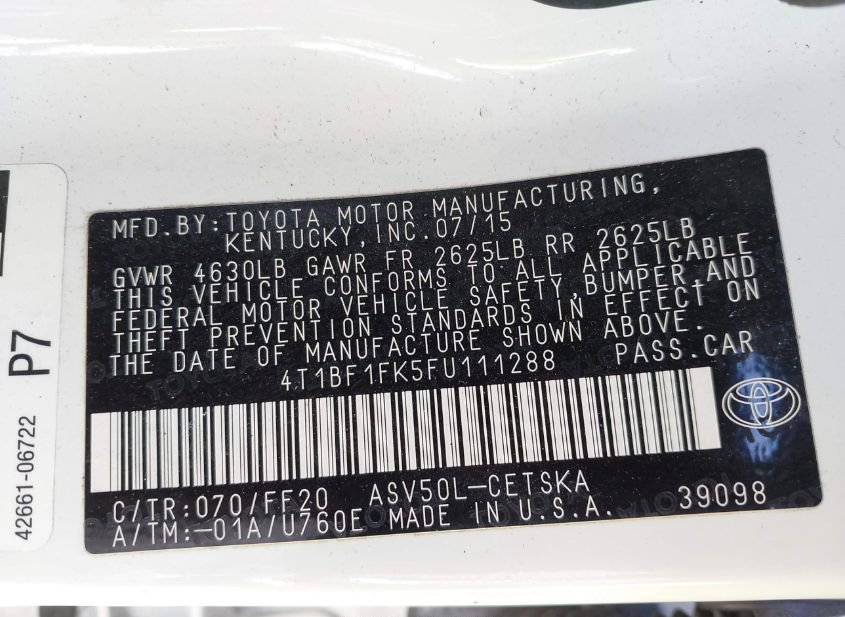 MFD.BY:TOYOTA MOTOR MANUFACTURING,
KENTUCKY,INC.07/15
GVWR 4630LB GAWR FR 2625LB RR 2625LB
THIS VEHICLE CONFORMS TO ALL APPLICABLE
FEDERAL MOTOR VEHICLE SAFETY,BUMPER,AND
THEFT PREVENTION STANDARDS IN EFFECT ON
THE DATE OF MANUFACTURE SHOWN ABOVE.
4T1BF1FK5FU111288 PASS.CAR
C/TR:070/FF20 ASV50L-CETSKA
A/TM:-01A/U760E MADE IN U.S.A. 39098
P7
42661-06722